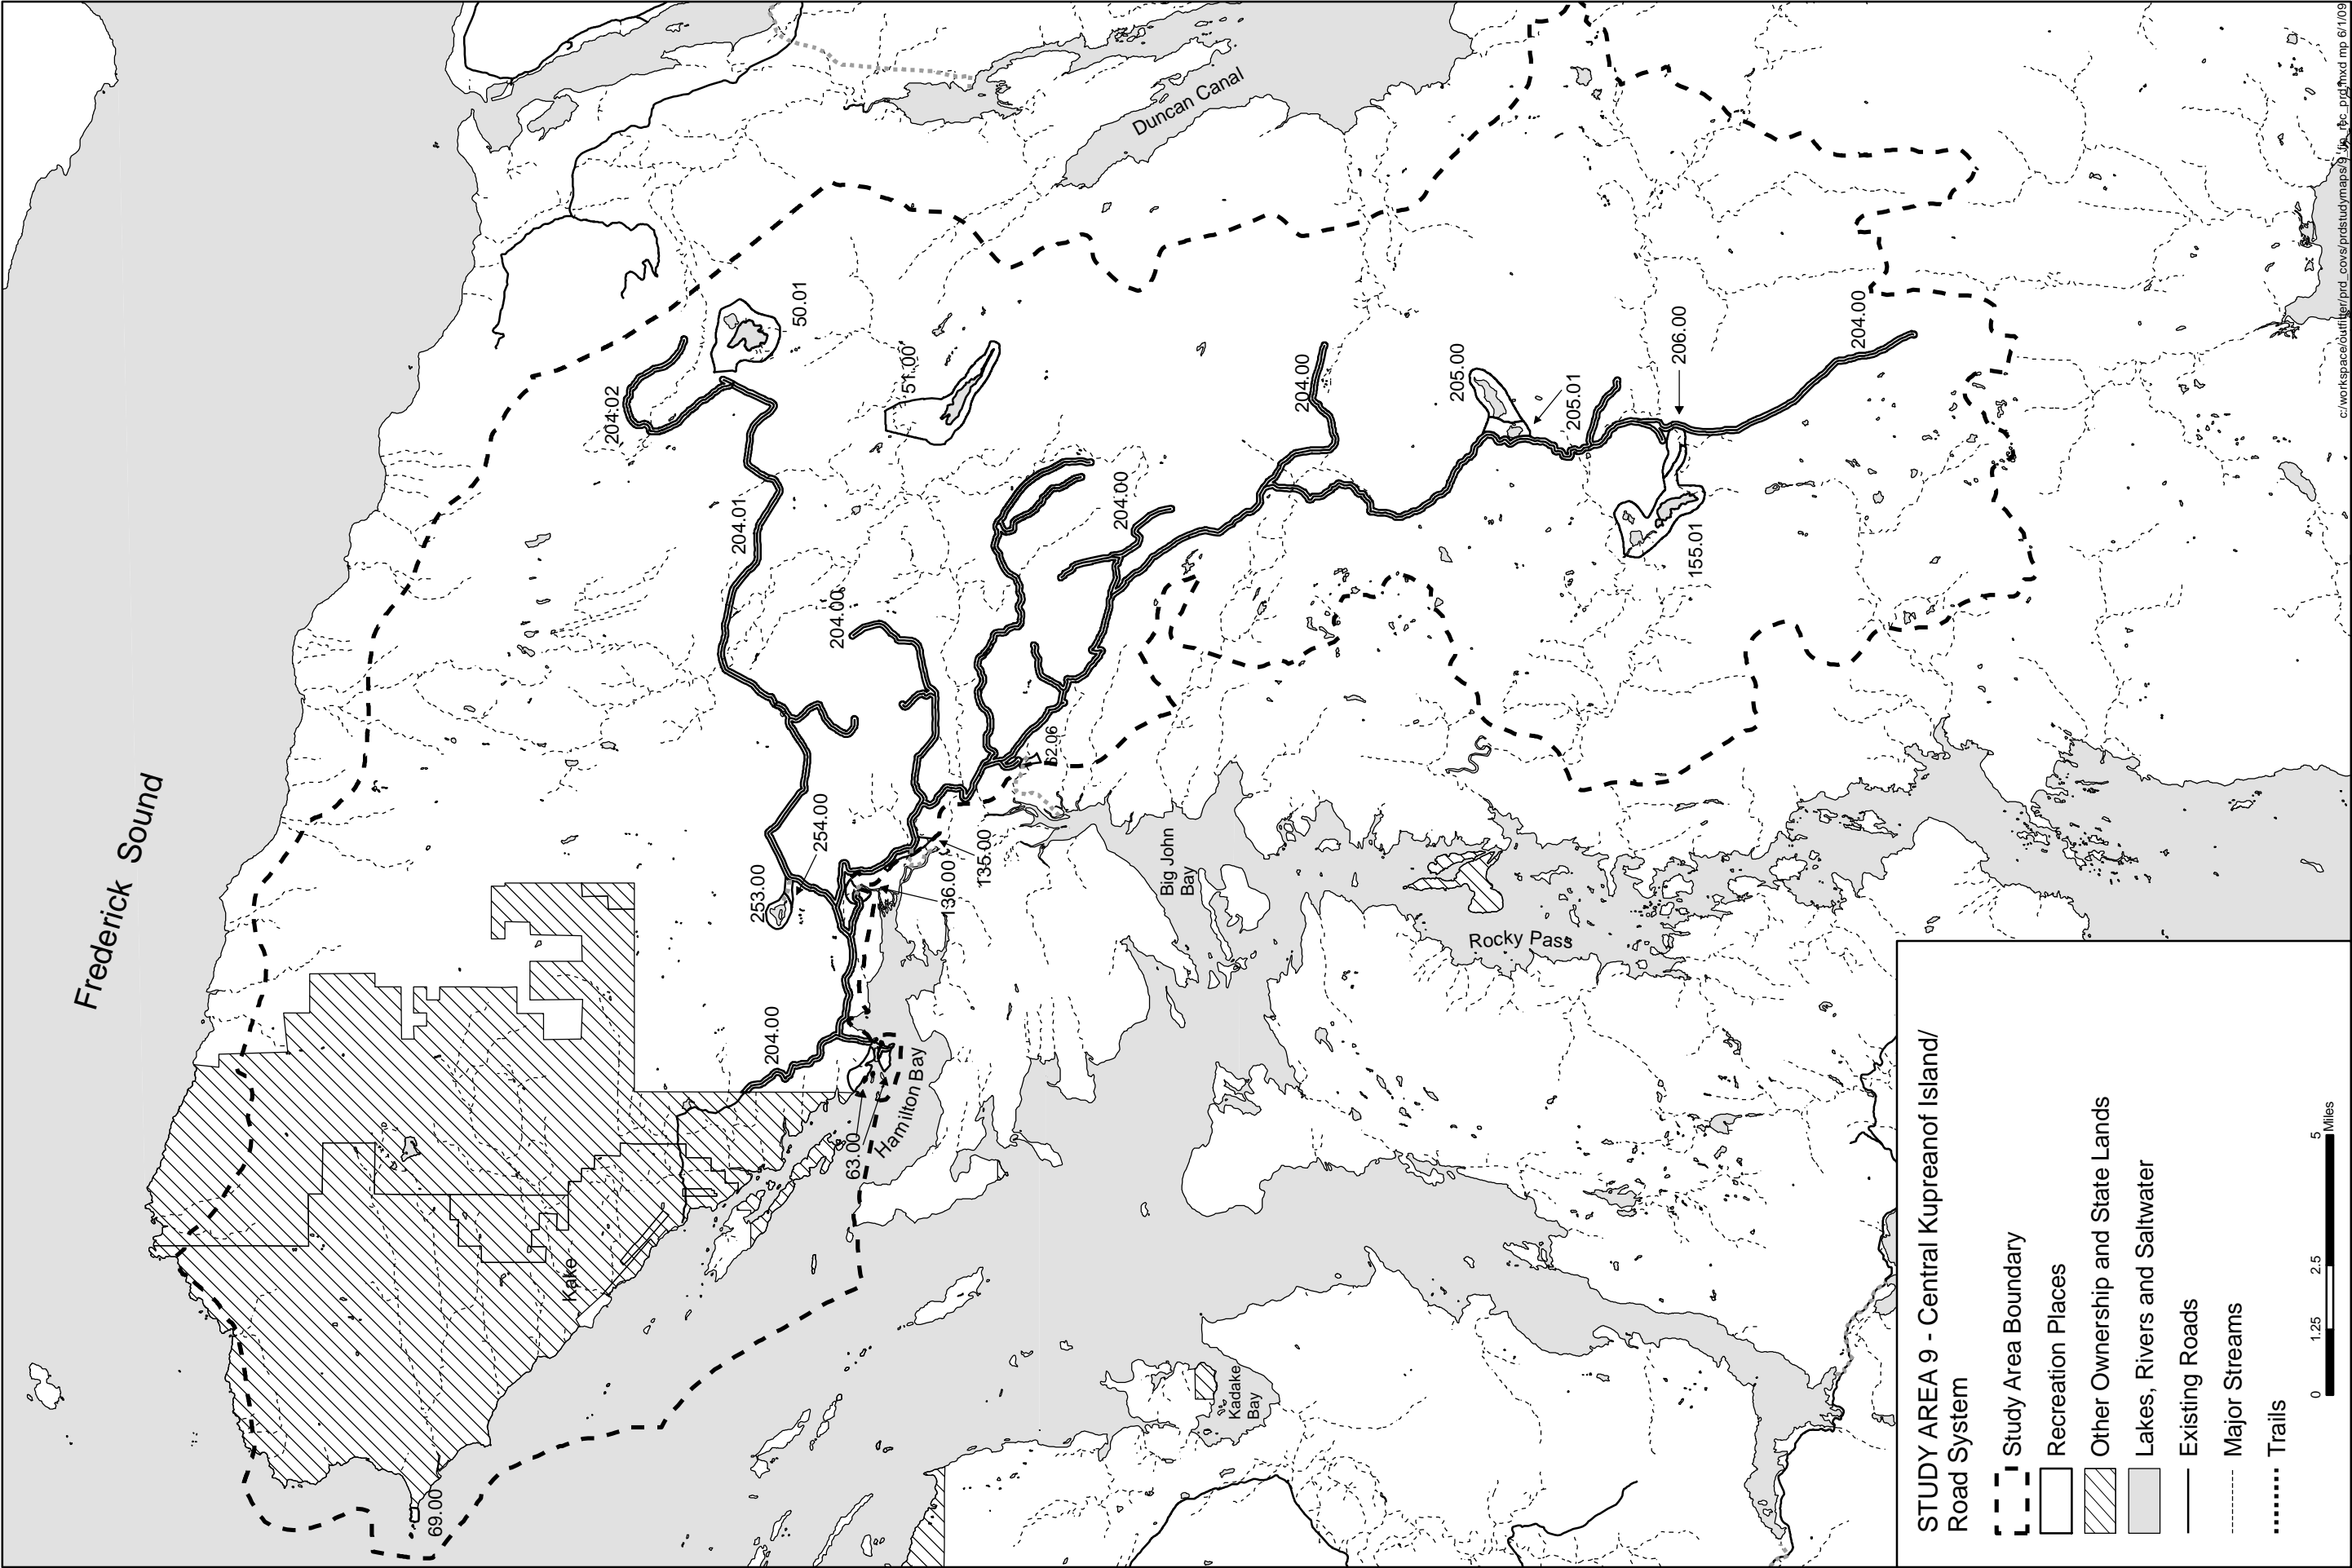 Frederick Sound
Duncan Canal
50.01
51.00
204.02
204.01
204.00
204.00
204.00
205.00
205.01
206.00
204.00
155.01
62.06
254.00
253.00
135.00
136.00
204.00
Big John
Bay
Rocky Pass
Hamilton Bay
63.00
Kake
69.00
Kadake
Bay
STUDY AREA 9 - Central Kupreanof Island/
Road System
Study Area Boundary
Recreation Places
Other Ownership and State Lands
Lakes, Rivers and Saltwater
Existing Roads
Major Streams
Trails
0 1.25 2.5 5
Miles